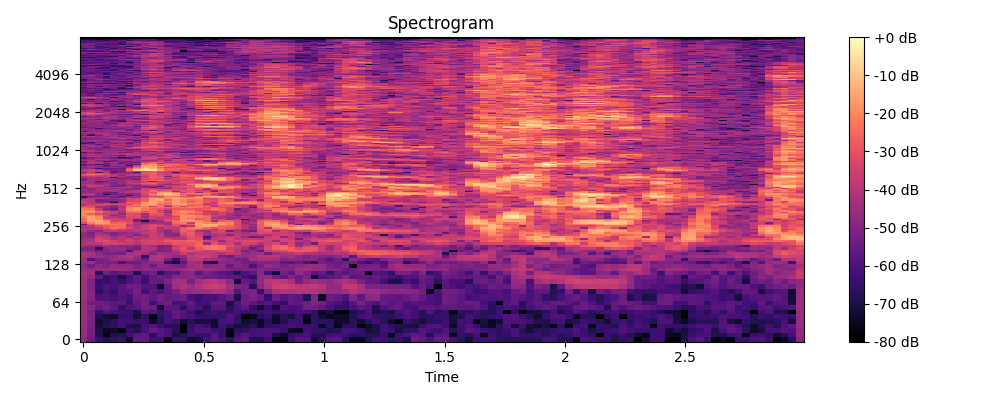 Spectrogram
Hz
4096
2048
1024
512
256
128
64
0
0
0.5
1
1.5
2
2.5
Time
+0 dB
-10 dB
-20 dB
-30 dB
-40 dB
-50 dB
-60 dB
-70 dB
-80 dB